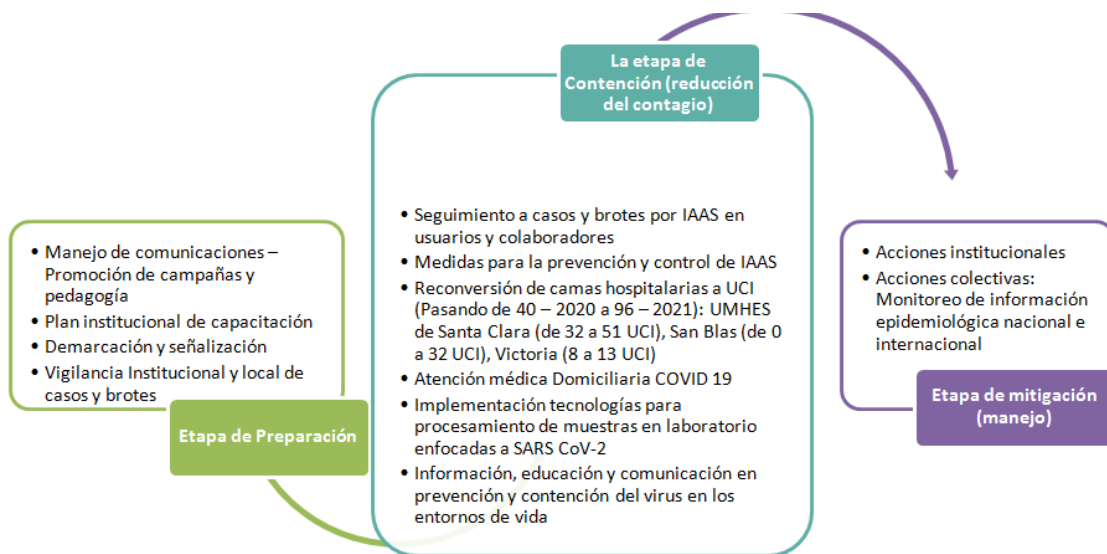 • Manejo de comunicaciones –
Promoción de campañas y
pedagogía
• Plan institucional de capacitación
• Demarcación y señalización
• Vigilancia Institucional y local de
casos y brotes
Etapa de Preparación
La etapa de
Contención (reducción
del contagio)
• Seguimiento a casos y brotes por IAAS en
usuarios y colaboradores
• Medidas para la prevención y control de IAAS
• Reconversión de camas hospitalarias a UCI
(Pasando de 40 – 2020 a 96 – 2021): UMHES
de Santa Clara (de 32 a 51 UCI), San Blas (de 0
a 32 UCI), Victoria (8 a 13 UCI)
• Atención médica Domiciliaria COVID 19
• Implementación tecnologías para
procesamiento de muestras en laboratorio
enfocadas a SARS CoV-2
• Información, educación y comunicación en
prevención y contención del virus en los
entornos de vida
• Acciones institucionales
• Acciones colectivas:
Monitoreo de información
epidemiológica nacional e
internacional
Etapa de mitigación
(manejo)